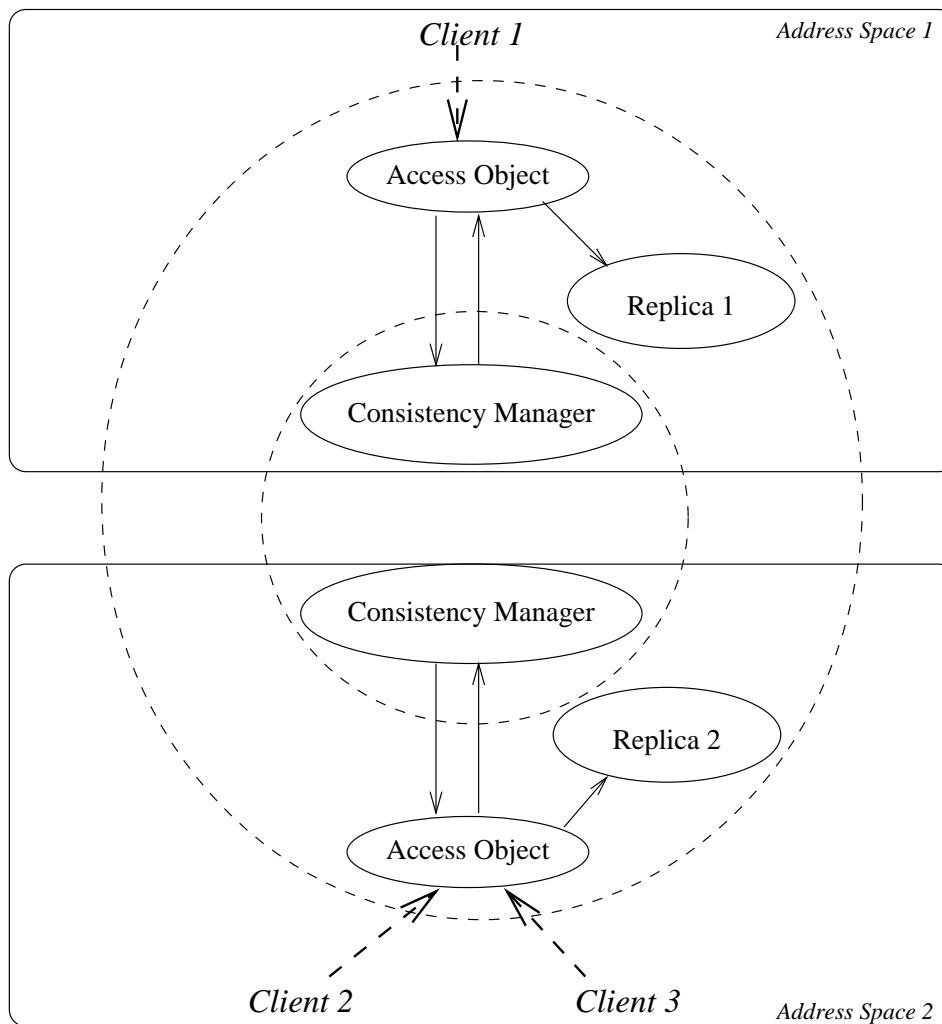 Client 1
Address Space 1
Access Object
Replica 1
Consistency Manager
Consistency Manager
Replica 2
Access Object
Client 2
Client 3
Address Space 2